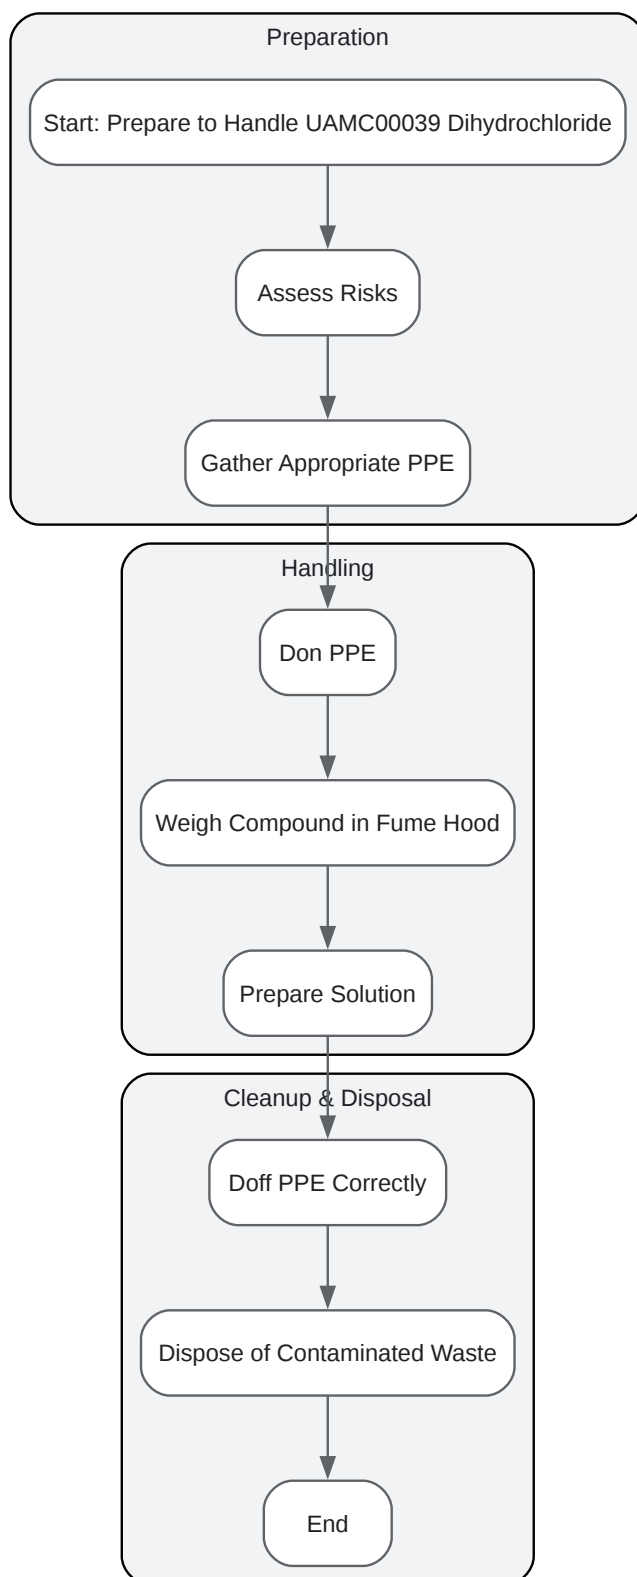 Preparation
Start: Prepare to Handle UAMC00039 Dihydrochloride
Assess Risks
Gather Appropriate PPE
Handling
Don PPE
Weigh Compound in Fume Hood
Prepare Solution
Cleanup & Disposal
Doff PPE Correctly
Dispose of Contaminated Waste
End